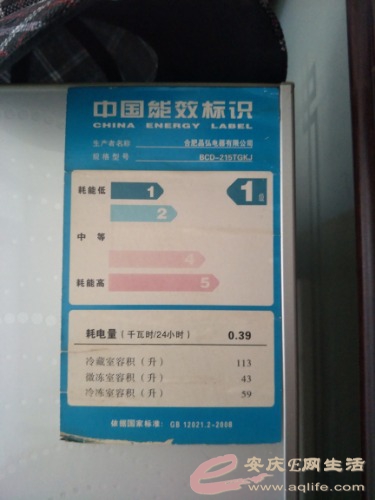 中国能效标识
CHINA ENERGY LABEL
生产者名称 合肥晶弘电器有限公司
规格型号 BCD-215TGKJ
耗能低 1 1级
2
中等
4
耗能高 5
耗电量（千瓦时/24小时） 0.39
冷藏室容积（升） 113
微冻室容积（升） 43
冷冻室容积（升） 59
依据国家标准：GB 12021.2-2008
安庆E网生活
www.aqlife.com